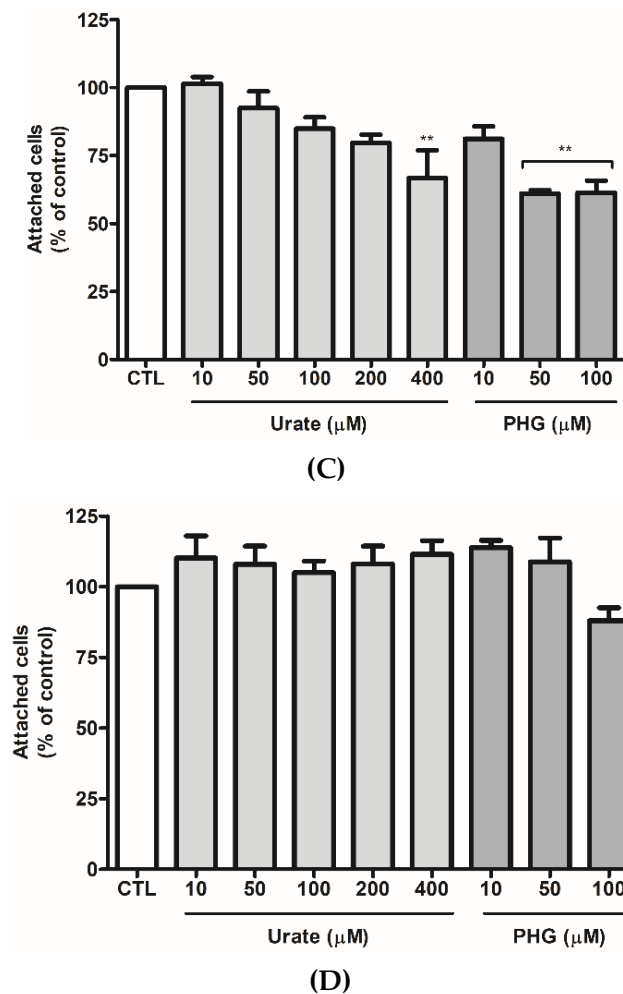 125
100
75
50
25
0
Attached cells
(% of control)
**
**
CTL 10 50 100 200 400 10 50 100
Urate (μM) PHG (μM)
(C)
125
100
75
50
25
0
Attached cells
(% of control)
CTL 10 50 100 200 400 10 50 100
Urate (μM) PHG (μM)
(D)